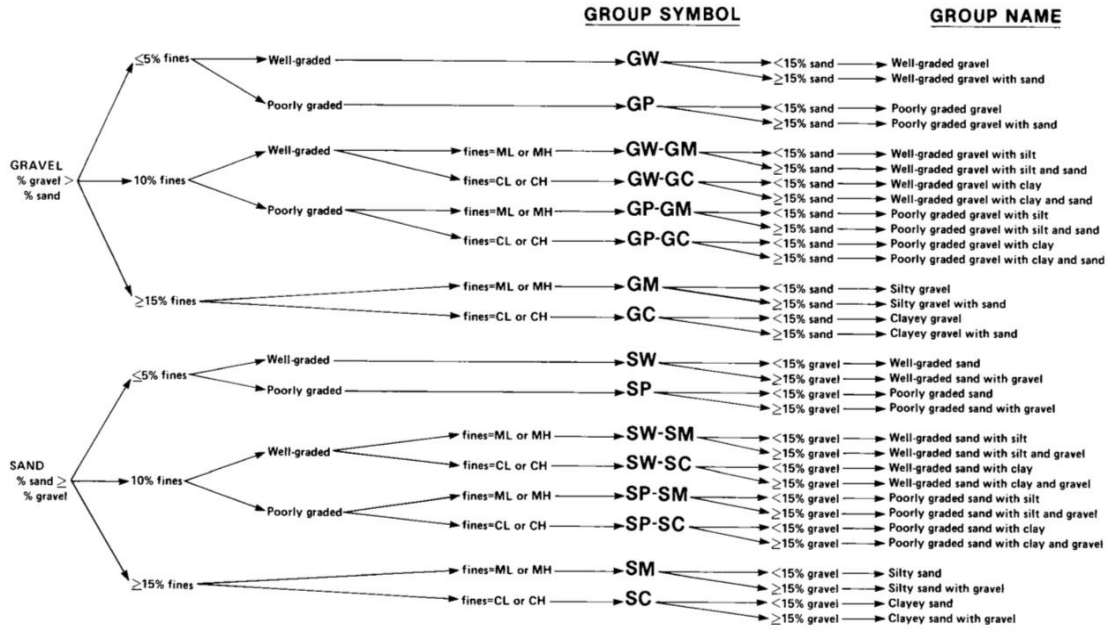 GROUP SYMBOL
GROUP NAME
≤5% fines
Well-graded
GW
<15% sand
Well-graded gravel
≥15% sand
Well-graded gravel with sand
Poorly graded
GP
<15% sand
Poorly graded gravel
≥15% sand
Poorly graded gravel with sand
GRAVEL
% gravel >
% sand
10% fines
Well-graded
fines=ML or MH
GW-GM
<15% sand
Well-graded gravel with silt
≥15% sand
Well-graded gravel with silt and sand
fines=CL or CH
GW-GC
<15% sand
Well-graded gravel with clay
≥15% sand
Well-graded gravel with clay and sand
Poorly graded
fines=ML or MH
GP-GM
<15% sand
Poorly graded gravel with silt
≥15% sand
Poorly graded gravel with silt and sand
fines=CL or CH
GP-GC
<15% sand
Poorly graded gravel with clay
≥15% sand
Poorly graded gravel with clay and sand
≥15% fines
fines=ML or MH
GM
<15% sand
Silty gravel
≥15% sand
Silty gravel with sand
fines=CL or CH
GC
<15% sand
Clayey gravel
≥15% sand
Clayey gravel with sand
≤5% fines
Well-graded
SW
<15% gravel
Well-graded sand
≥15% gravel
Well-graded sand with gravel
Poorly graded
SP
<15% gravel
Poorly graded sand
≥15% gravel
Poorly graded sand with gravel
SAND
% sand ≥
% gravel
10% fines
Well-graded
fines=ML or MH
SW-SM
<15% gravel
Well-graded sand with silt
≥15% gravel
Well-graded sand with silt and gravel
fines=CL or CH
SW-SC
<15% gravel
Well-graded sand with clay
≥15% gravel
Well-graded sand with clay and gravel
Poorly graded
fines=ML or MH
SP-SM
<15% gravel
Poorly graded sand with silt
≥15% gravel
Poorly graded sand with silt and gravel
fines=CL or CH
SP-SC
<15% gravel
Poorly graded sand with clay
≥15% gravel
Poorly graded sand with clay and gravel
≥15% fines
fines=ML or MH
SM
<15% gravel
Silty sand
≥15% gravel
Silty sand with gravel
fines=CL or CH
SC
<15% gravel
Clayey sand
≥15% gravel
Clayey sand with gravel